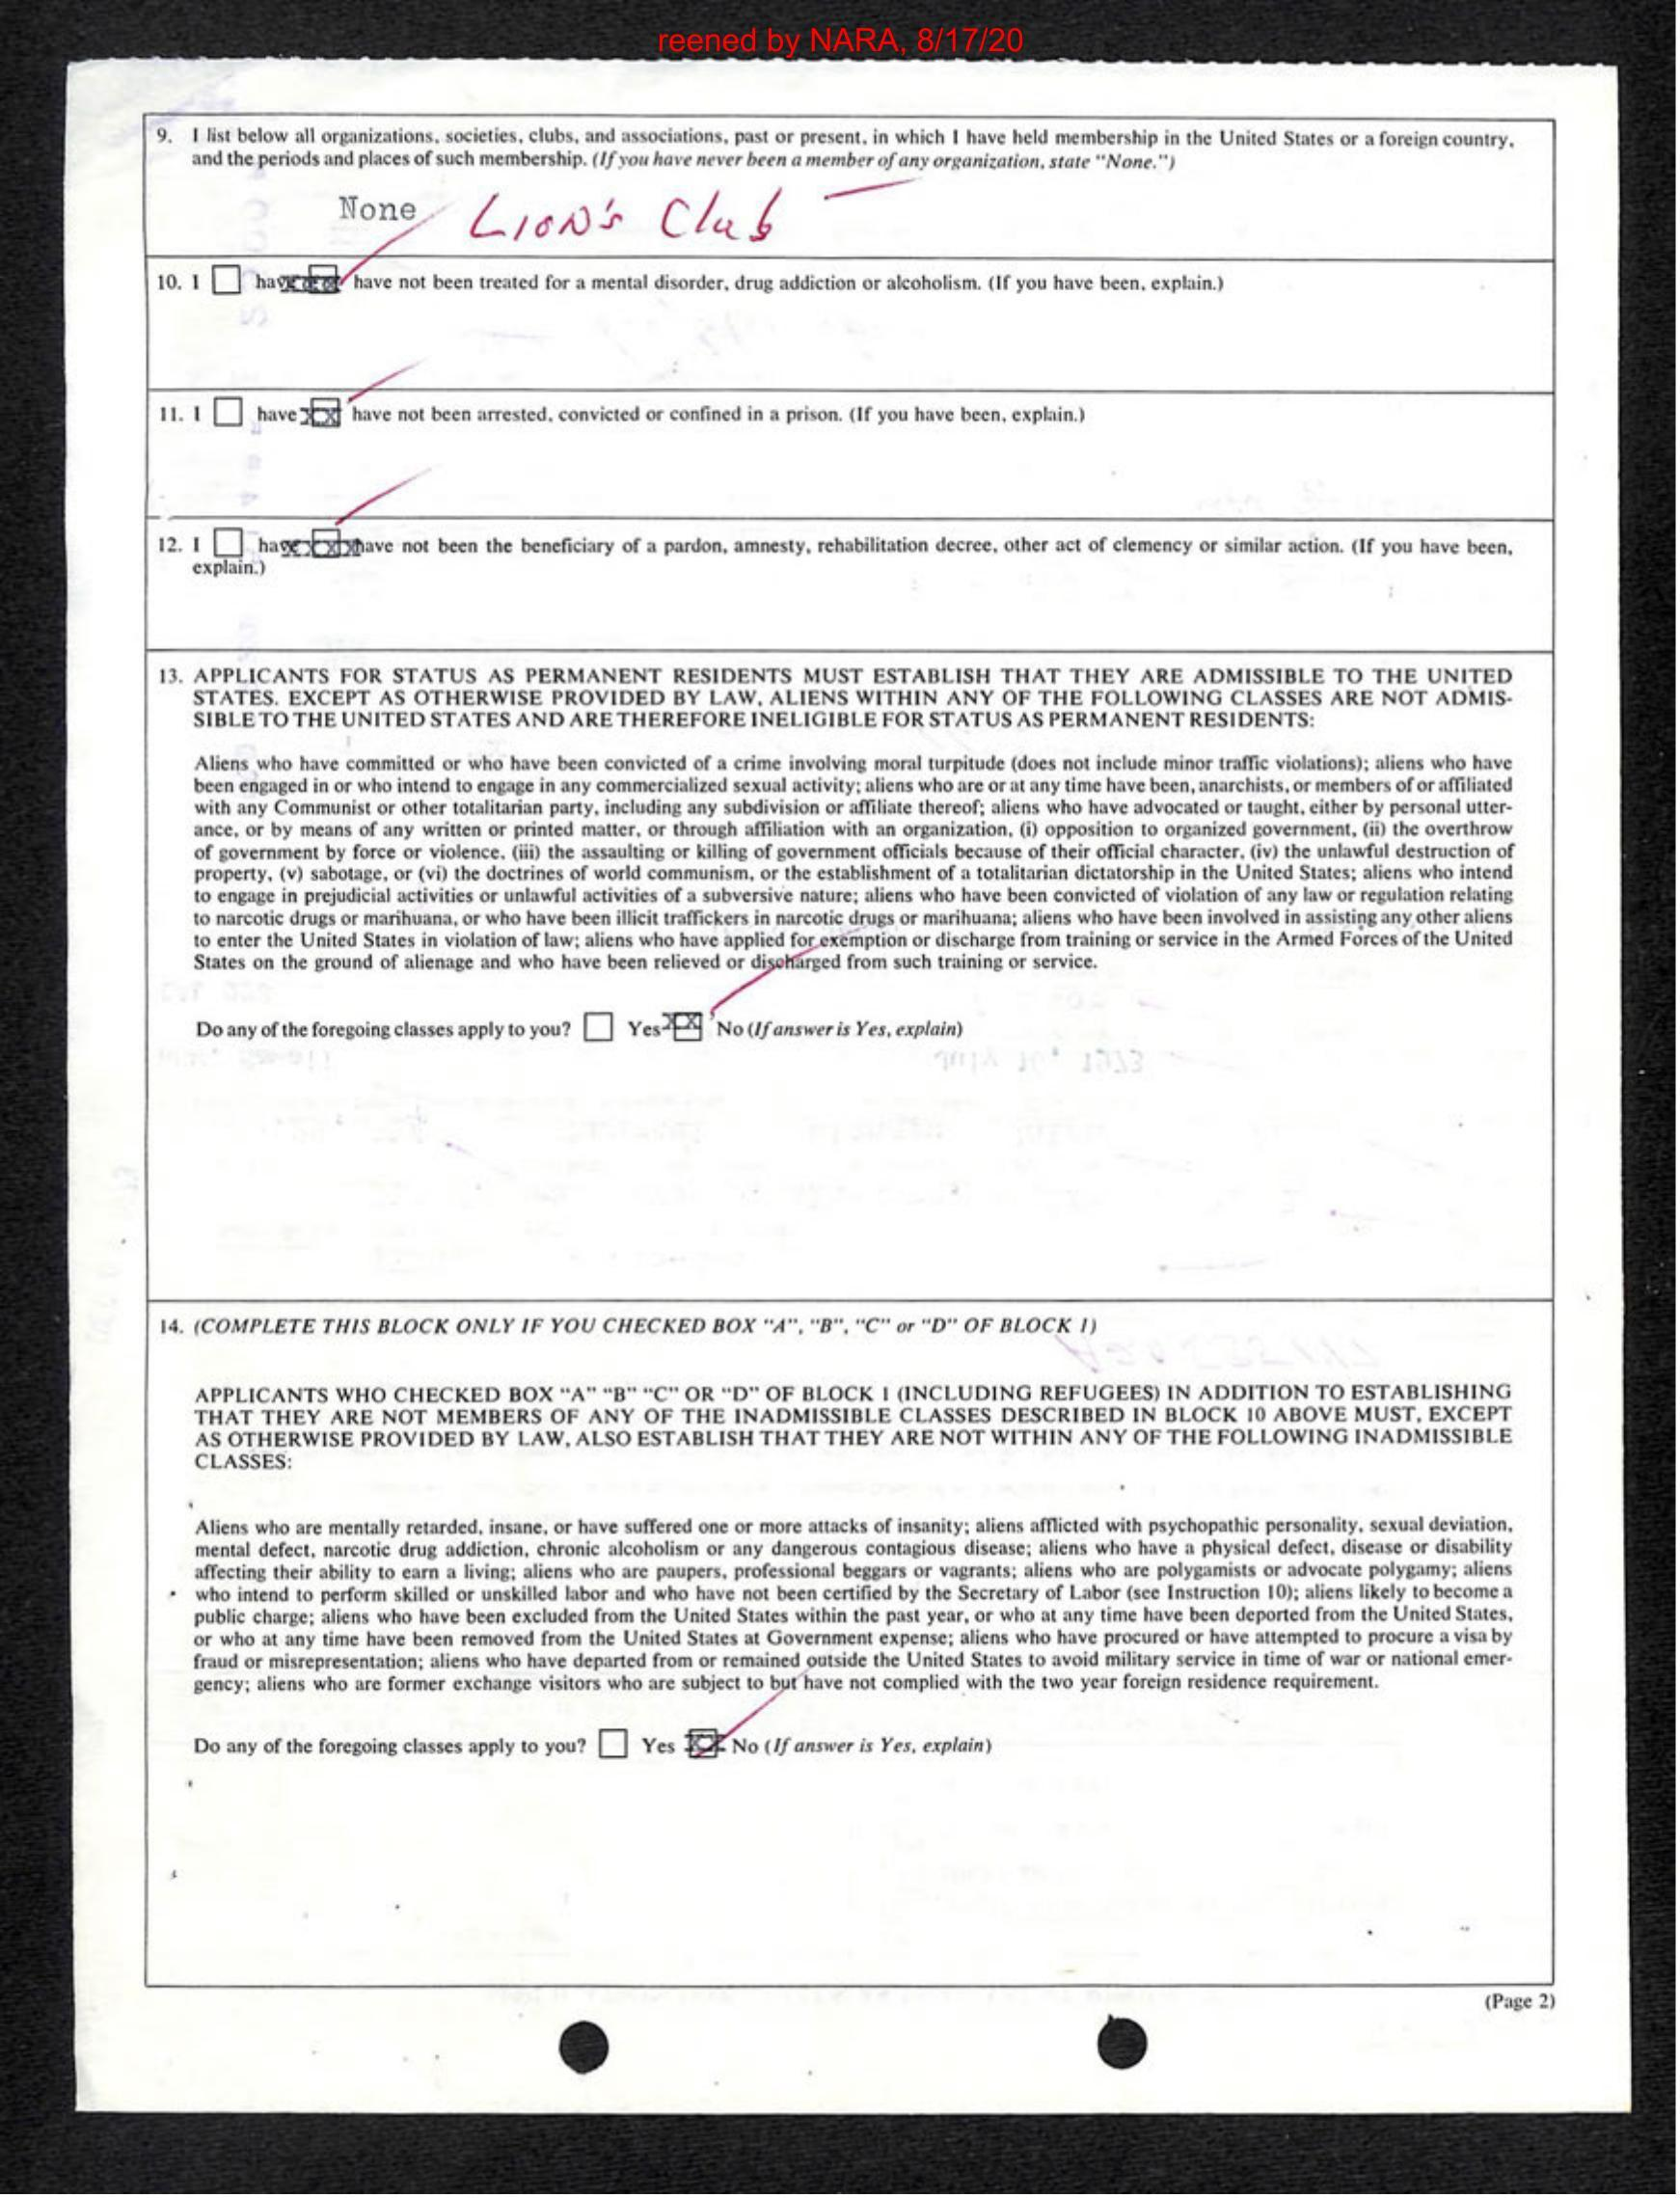 reened by NARA, 8/17/20
9. I list below all organizations, societies, clubs, and associations, past or present, in which I have held membership in the United States or a foreign country,
and the periods and places of such membership. (If you have never been a member of any organization, state "None.")
None LION'S Club
10. I have have not been treated for a mental disorder, drug addiction or alcoholism. (If you have been, explain.)
11. I have XX have not been arrested, convicted or confined in a prison. (If you have been, explain.)
12. I have have not been the beneficiary of a pardon, amnesty, rehabilitation decree, other act of clemency or similar action. (If you have been,
explain.)
13. APPLICANTS FOR STATUS AS PERMANENT RESIDENTS MUST ESTABLISH THAT THEY ARE ADMISSIBLE TO THE UNITED
STATES. EXCEPT AS OTHERWISE PROVIDED BY LAW, ALIENS WITHIN ANY OF THE FOLLOWING CLASSES ARE NOT ADMIS-
SIBLE TO THE UNITED STATES AND ARE THEREFORE INELIGIBLE FOR STATUS AS PERMANENT RESIDENTS:
Aliens who have committed or who have been convicted of a crime involving moral turpitude (does not include minor traffic violations); aliens who have
been engaged in or who intend to engage in any commercialized sexual activity; aliens who are or at any time have been, anarchists, or members of or affiliated
with any Communist or other totalitarian party, including any subdivision or affiliate thereof; aliens who have advocated or taught, either by personal utter-
ance, or by means of any written or printed matter, or through affiliation with an organization, (i) opposition to organized government, (ii) the overthrow
of government by force or violence, (iii) the assaulting or killing of government officials because of their official character, (iv) the unlawful destruction of
property, (v) sabotage, or (vi) the doctrines of world communism, or the establishment of a totalitarian dictatorship in the United States; aliens who intend
to engage in prejudicial activities or unlawful activities of a subversive nature; aliens who have been convicted of violation of any law or regulation relating
to narcotic drugs or marihuana, or who have been illicit traffickers in narcotic drugs or marihuana; aliens who have been involved in assisting any other aliens
to enter the United States in violation of law; aliens who have applied for exemption or discharge from training or service in the Armed Forces of the United
States on the ground of alienage and who have been relieved or discharged from such training or service.
Do any of the foregoing classes apply to you? Yes XX No (If answer is Yes, explain)
14. (COMPLETE THIS BLOCK ONLY IF YOU CHECKED BOX "A", "B", "C" or "D" OF BLOCK 1)
APPLICANTS WHO CHECKED BOX "A" "B" "C" OR "D" OF BLOCK 1 (INCLUDING REFUGEES) IN ADDITION TO ESTABLISHING
THAT THEY ARE NOT MEMBERS OF ANY OF THE INADMISSIBLE CLASSES DESCRIBED IN BLOCK 10 ABOVE MUST, EXCEPT
AS OTHERWISE PROVIDED BY LAW, ALSO ESTABLISH THAT THEY ARE NOT WITHIN ANY OF THE FOLLOWING INADMISSIBLE
CLASSES:
Aliens who are mentally retarded, insane, or have suffered one or more attacks of insanity; aliens afflicted with psychopathic personality, sexual deviation,
mental defect, narcotic drug addiction, chronic alcoholism or any dangerous contagious disease; aliens who have a physical defect, disease or disability
affecting their ability to earn a living; aliens who are paupers, professional beggars or vagrants; aliens who are polygamists or advocate polygamy; aliens
who intend to perform skilled or unskilled labor and who have not been certified by the Secretary of Labor (see Instruction 10); aliens likely to become a
public charge; aliens who have been excluded from the United States within the past year, or who at any time have been deported from the United States,
or who at any time have been removed from the United States at Government expense; aliens who have procured or have attempted to procure a visa by
fraud or misrepresentation; aliens who have departed from or remained outside the United States to avoid military service in time of war or national emer-
gency; aliens who are former exchange visitors who are subject to but have not complied with the two year foreign residence requirement.
Do any of the foregoing classes apply to you? Yes No (If answer is Yes, explain)
(Page 2)